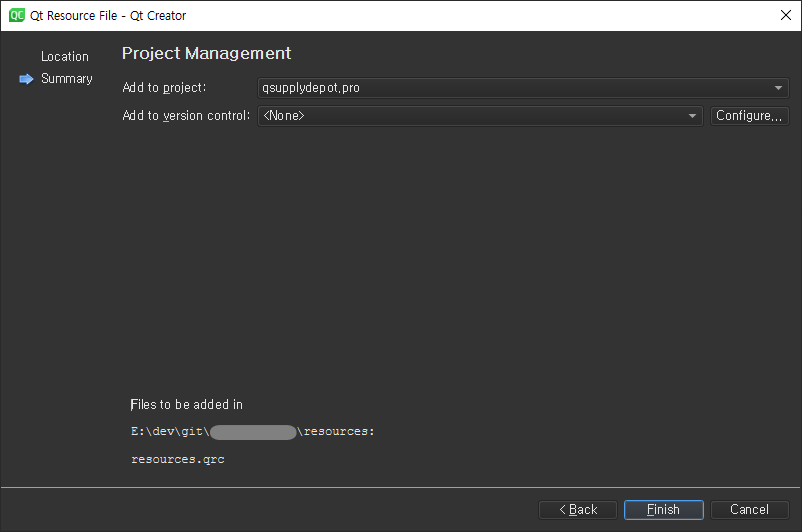 QC Qt Resource File - Qt Creator
Location
Summary
Project Management
Add to project: qsupplydepot.pro
Add to version control: <None> Configure...
Files to be added in
E:\dev\git\ \resources:
resources.qrc
< Back Finish Cancel